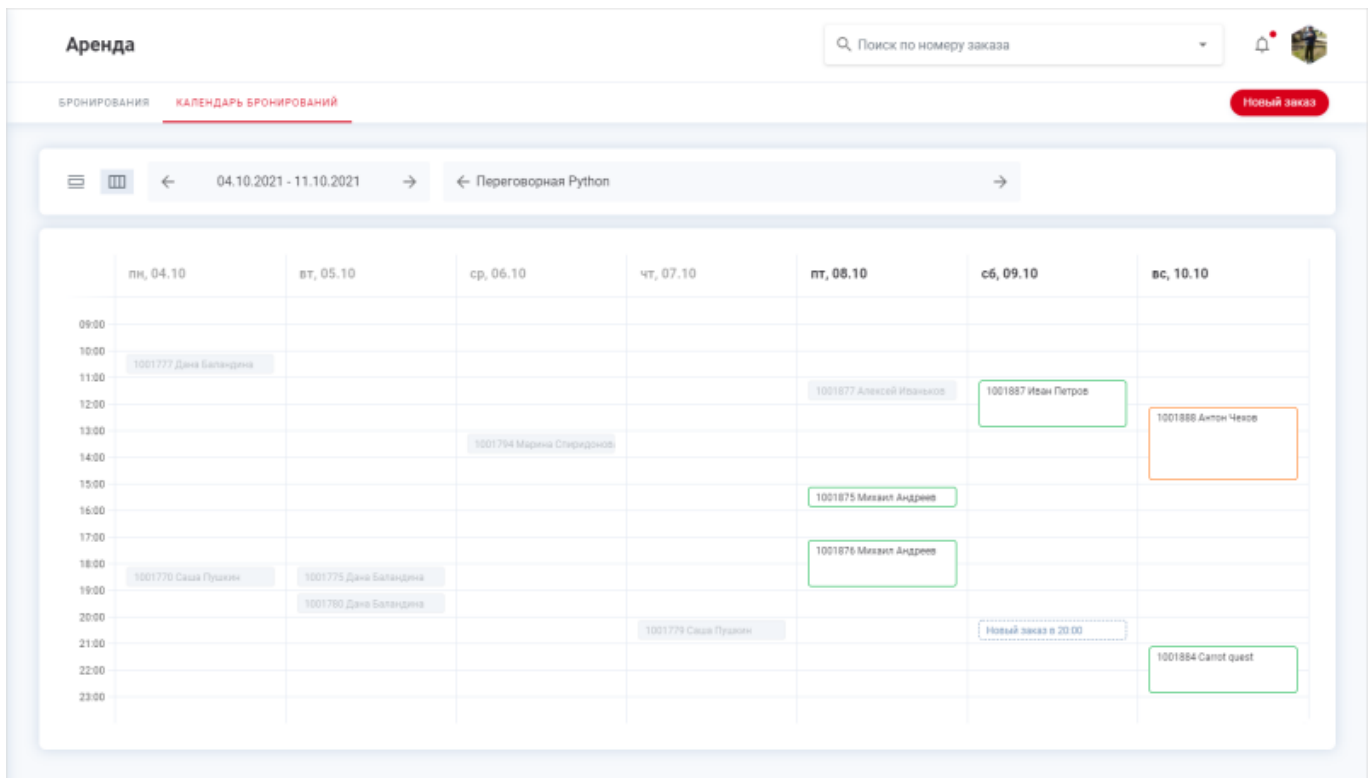 Аренда
Поиск по номеру заказа
БРОНИРОВАНИЯ
КАЛЕНДАРЬ БРОНИРОВАНИЙ
Новый заказ
04.10.2021 - 11.10.2021
Переговорная Python
пн, 04.10
вт, 05.10
ср, 06.10
чт, 07.10
пт, 08.10
сб, 09.10
вс, 10.10
09:00
10:00
1001777 Дана Баландина
11:00
1001877 Алексей Иваньков
1001887 Иван Петров
12:00
1001888 Антон Чехов
13:00
1001794 Марина Спиридонов
14:00
15:00
1001875 Михаил Андреев
16:00
17:00
1001876 Михаил Андреев
18:00
1001770 Саша Пушкин
1001775 Дана Баландина
19:00
1001780 Дана Баландина
20:00
1001779 Саша Пушкин
Новый заказ в 20:00
21:00
1001884 Carrot quest
22:00
23:00